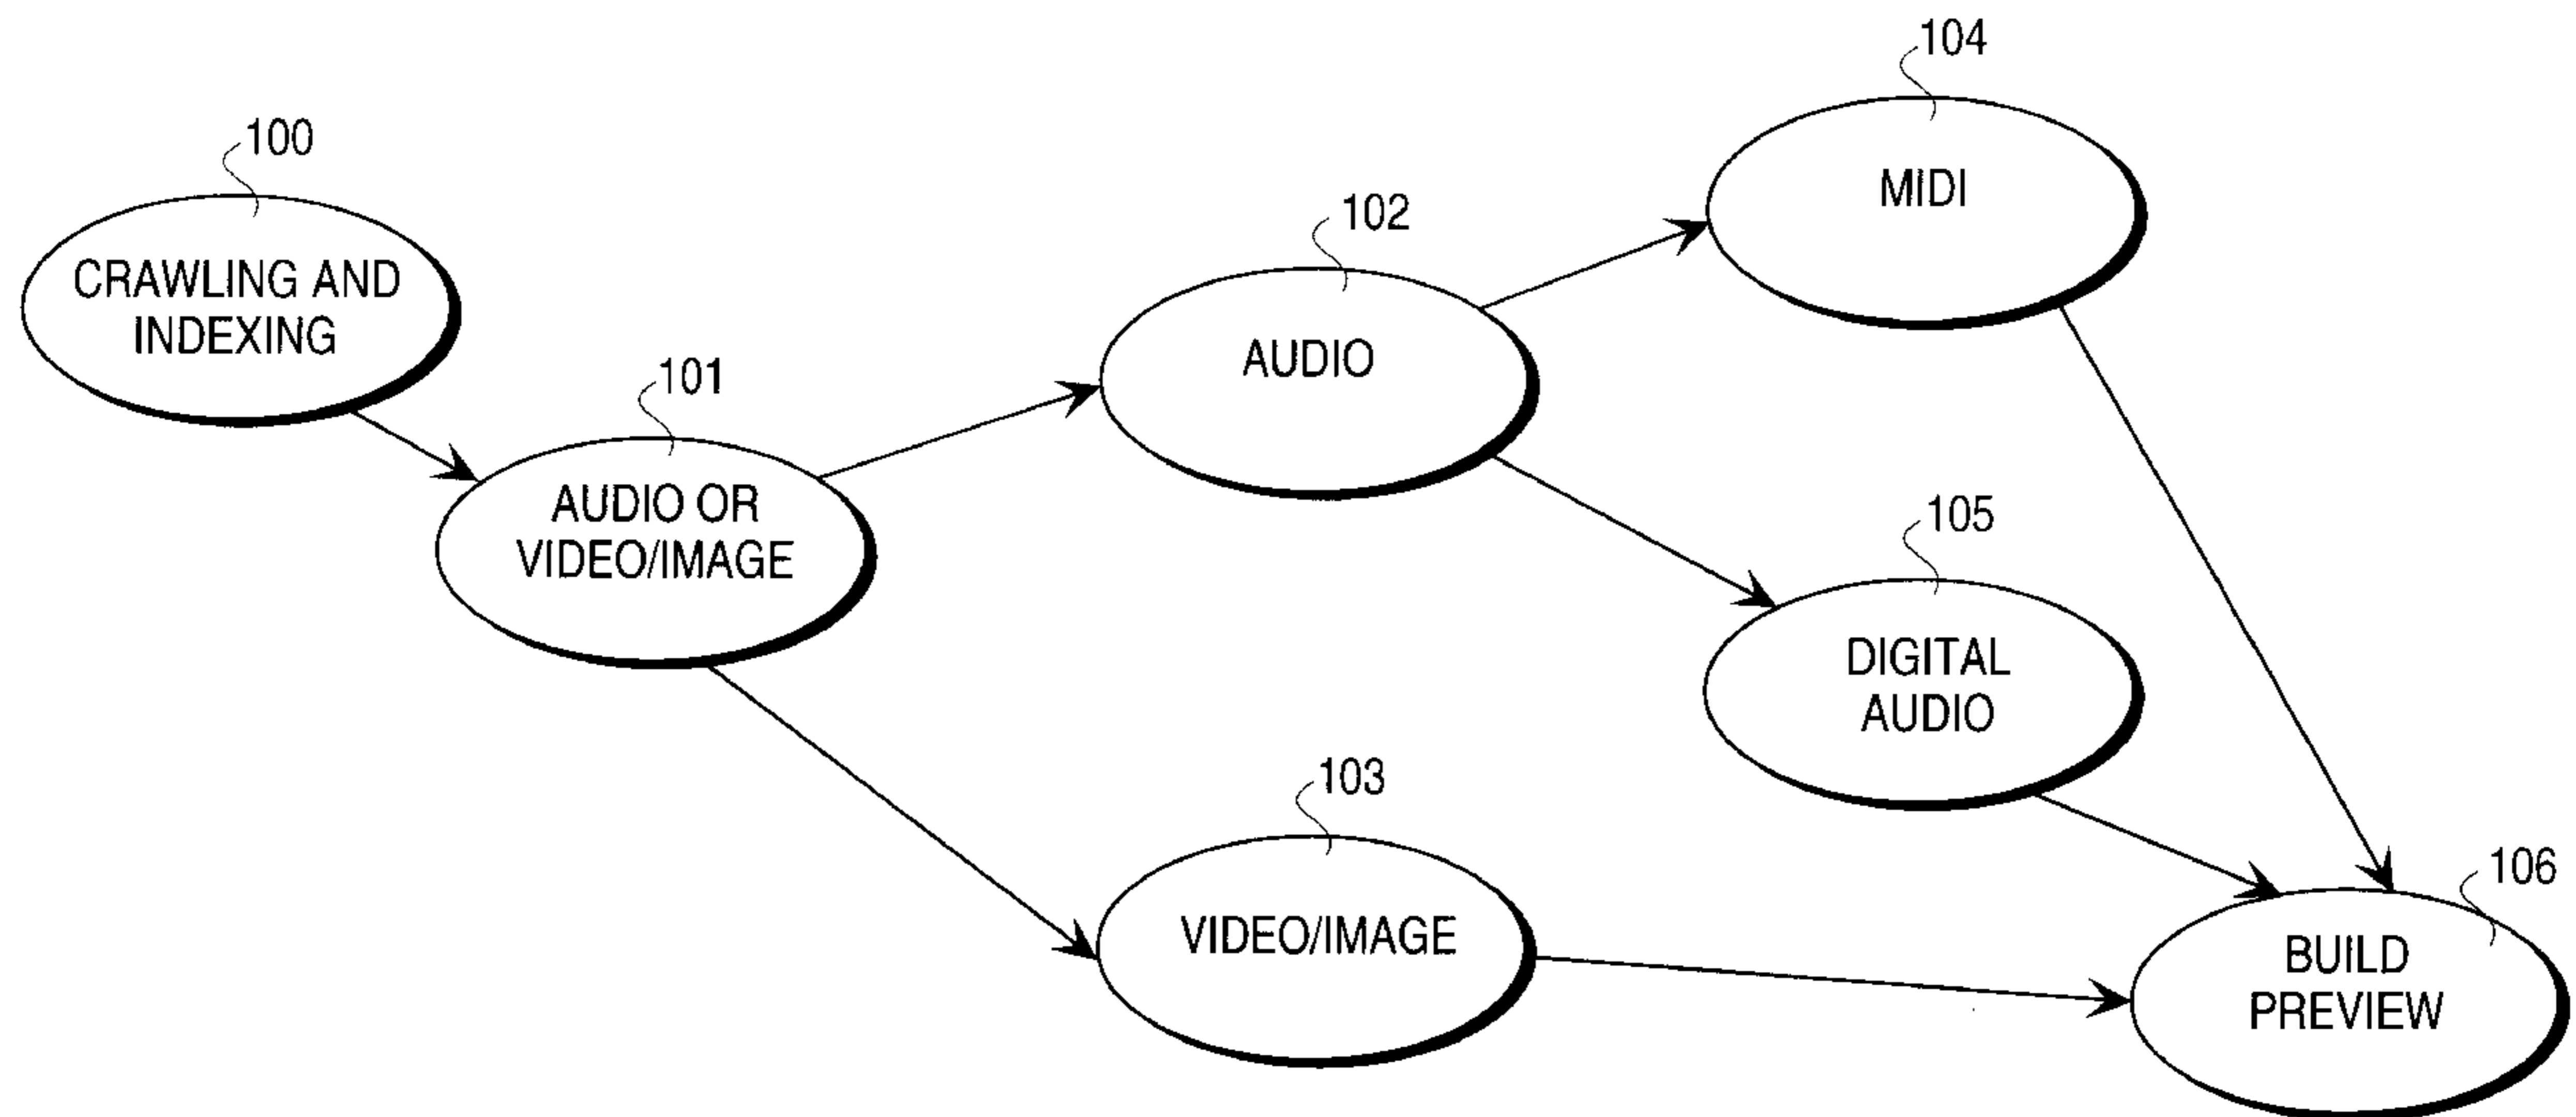 100
CRAWLING AND
INDEXING
101
AUDIO OR
VIDEO/IMAGE
102
AUDIO
104
MIDI
105
DIGITAL
AUDIO
103
VIDEO/IMAGE
106
BUILD
PREVIEW